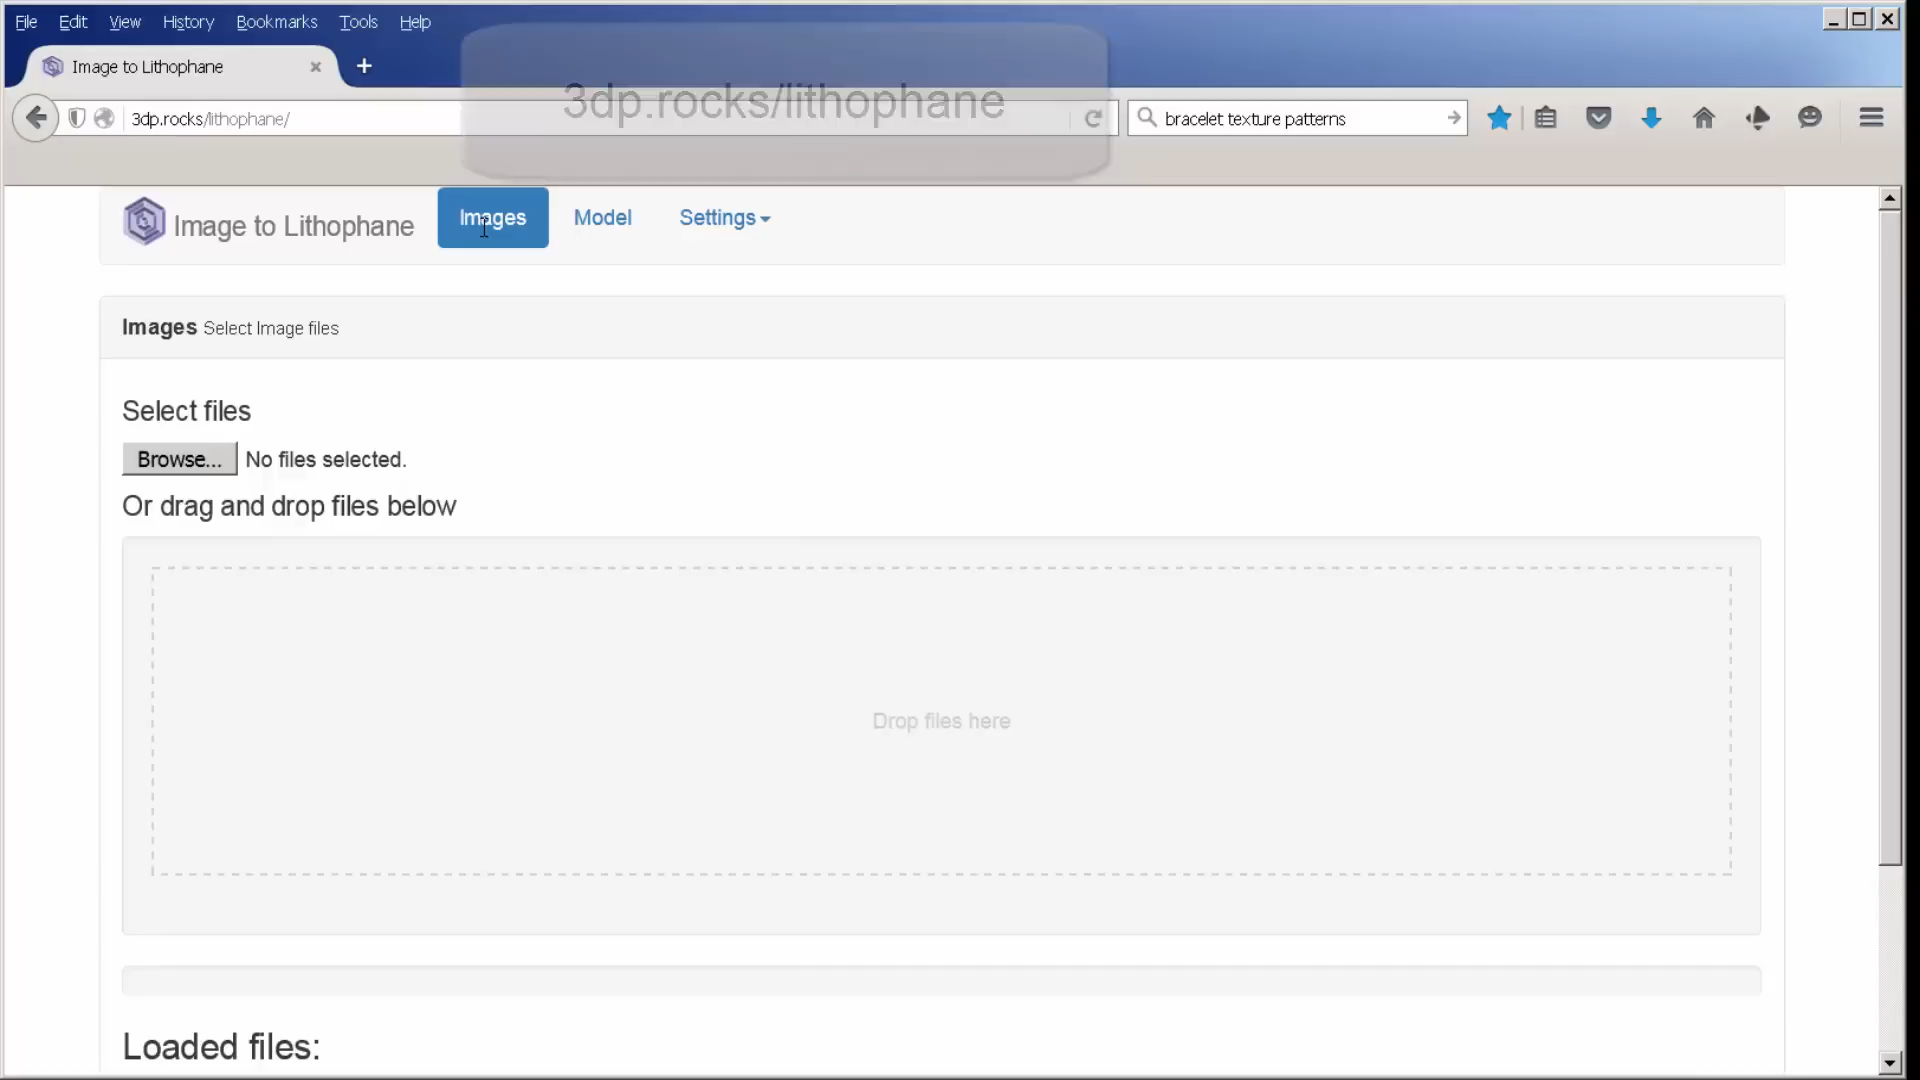 File Edit View History Bookmarks Tools Help
Image to Lithophane
3dp.rocks/lithophane
3dp.rocks/lithophane/
bracelet texture patterns
Image to Lithophane Images Model Settings
Images Select Image files
Select files
Browse... No files selected.
Or drag and drop files below
Drop files here
Loaded files: